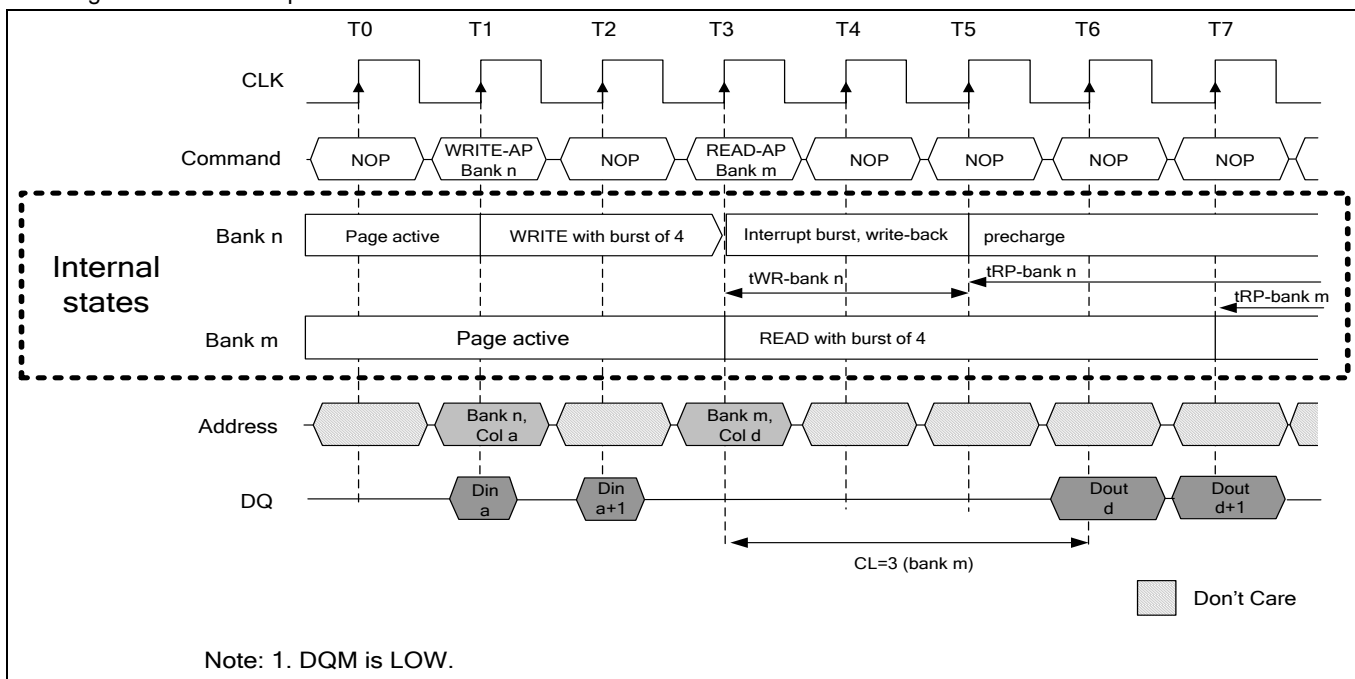 T0 T1 T2 T3 T4 T5 T6 T7
CLK
Command NOP WRITE-AP Bank n NOP READ-AP Bank m NOP NOP NOP NOP
Internal states
Bank n Page active WRITE with burst of 4 Interrupt burst, write-back precharge
tWR-bank n tRP-bank n
tRP-bank m
Bank m Page active READ with burst of 4
Address Bank n, Col a Bank m, Col d
DQ Din a Din a+1 Dout d Dout d+1
CL=3 (bank m)
Don't Care
Note: 1. DQM is LOW.